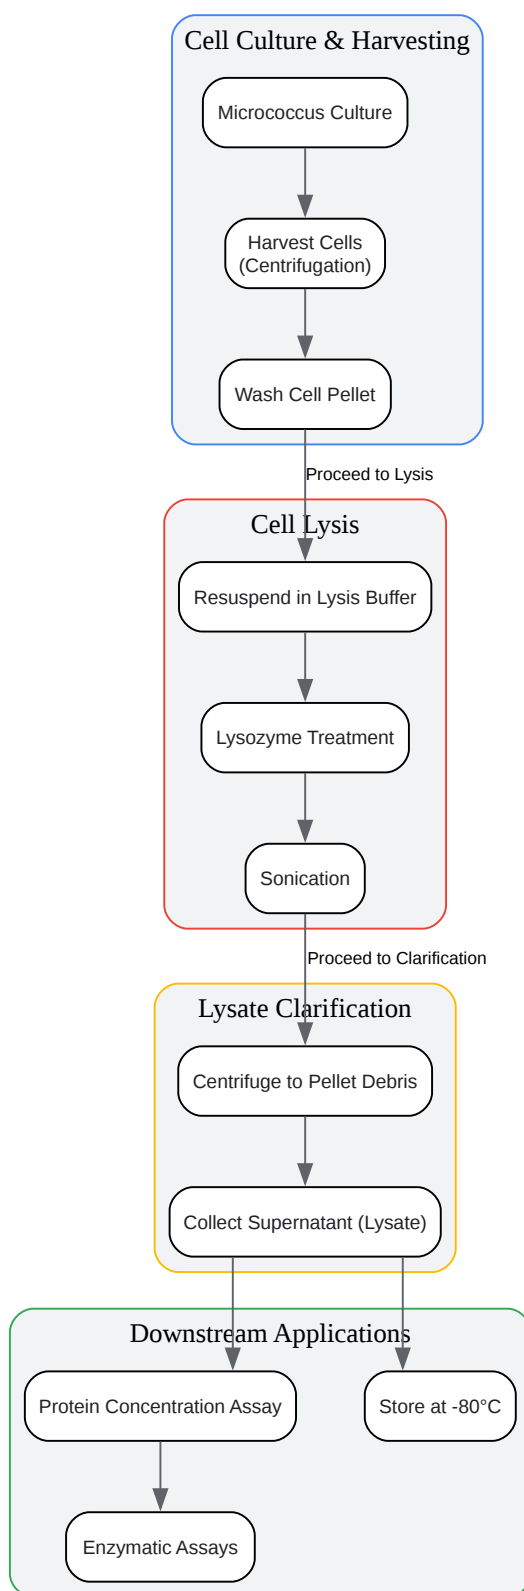 Cell Culture & Harvesting
Micrococcus Culture
Harvest Cells
(Centrifugation)
Wash Cell Pellet
Proceed to Lysis
Cell Lysis
Resuspend in Lysis Buffer
Lysozyme Treatment
Sonication
Proceed to Clarification
Lysate Clarification
Centrifuge to Pellet Debris
Collect Supernatant (Lysate)
Downstream Applications
Protein Concentration Assay
Store at -80°C
Enzymatic Assays